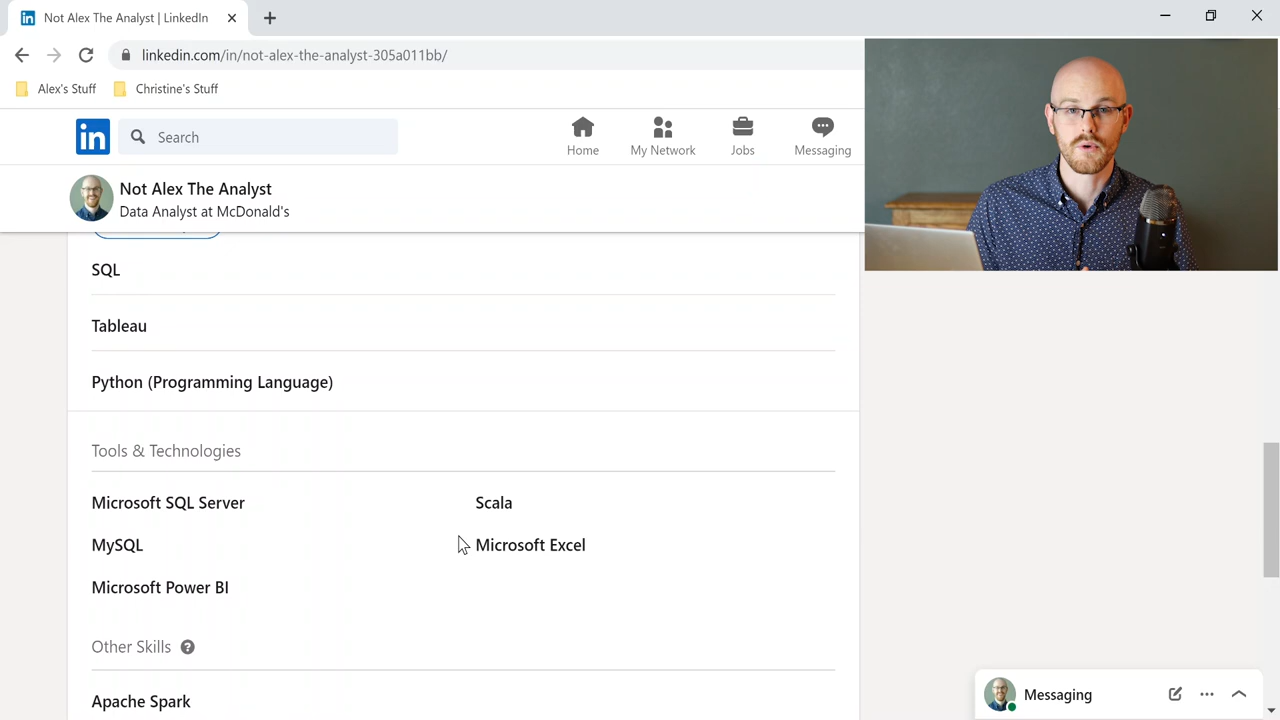 Not Alex The Analyst | LinkedIn
linkedin.com/in/not-alex-the-analyst-305a011bb/
Alex's Stuff
Christine's Stuff
in
Search
Home
My Network
Jobs
Messaging
Not Alex The Analyst
Data Analyst at McDonald's
SQL
Tableau
Python (Programming Language)
Tools & Technologies
Microsoft SQL Server
Scala
MySQL
Microsoft Excel
Microsoft Power BI
Other Skills
Apache Spark
Messaging